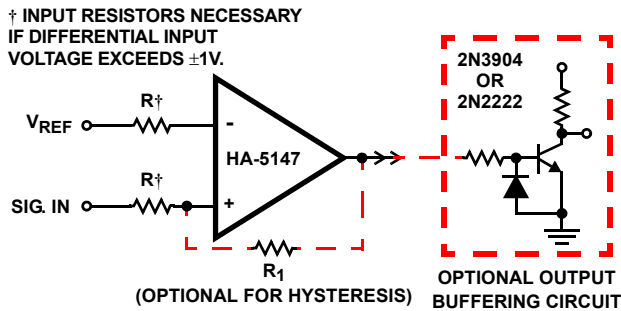 † INPUT RESISTORS NECESSARY
IF DIFFERENTIAL INPUT
VOLTAGE EXCEEDS ±1V.
2N3904
OR
2N2222
R†
VREF
-
HA-5147
R†
SIG. IN
+
R1
(OPTIONAL FOR HYSTERESIS)
OPTIONAL OUTPUT
BUFFERING CIRCUIT